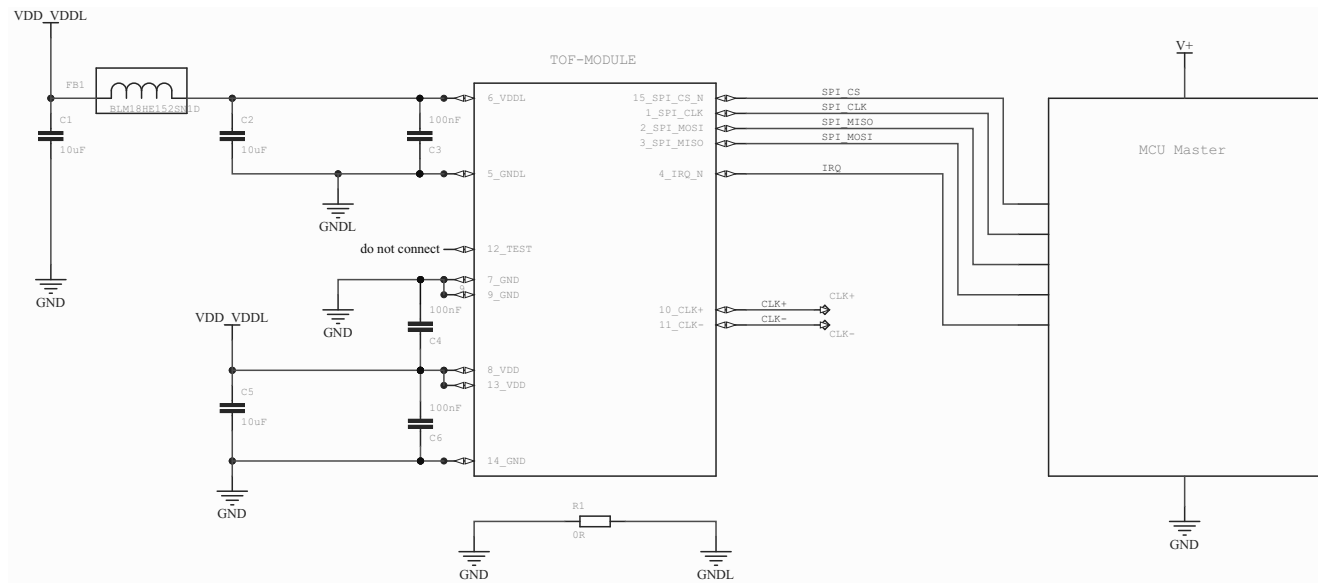 VDD_VDDL
V+
TOF-MODULE
FB1
BLM18HE152SN1D
6_VDDL
15_SPI_CS_N
SPI_CS
C1
C2
100nF
1_SPI_CLK
SPI_CLK
2_SPI_MOSI
SPI_MISO
10uF
10uF
C3
3_SPI_MISO
SPI_MOSI
MCU Master
5_GNDL
4_IRQ_N
IRQ
GNDL
do not connect
12_TEST
GND
7_GND
9
9_GND
CLK+
GND
100nF
10_CLK+
CLK+
VDD_VDDL
C4
11_CLK-
CLK-
CLK-
8_VDD
13_VDD
C5
100nF
10uF
C6
14_GND
GND
R1
0R
GND
GND
GNDL